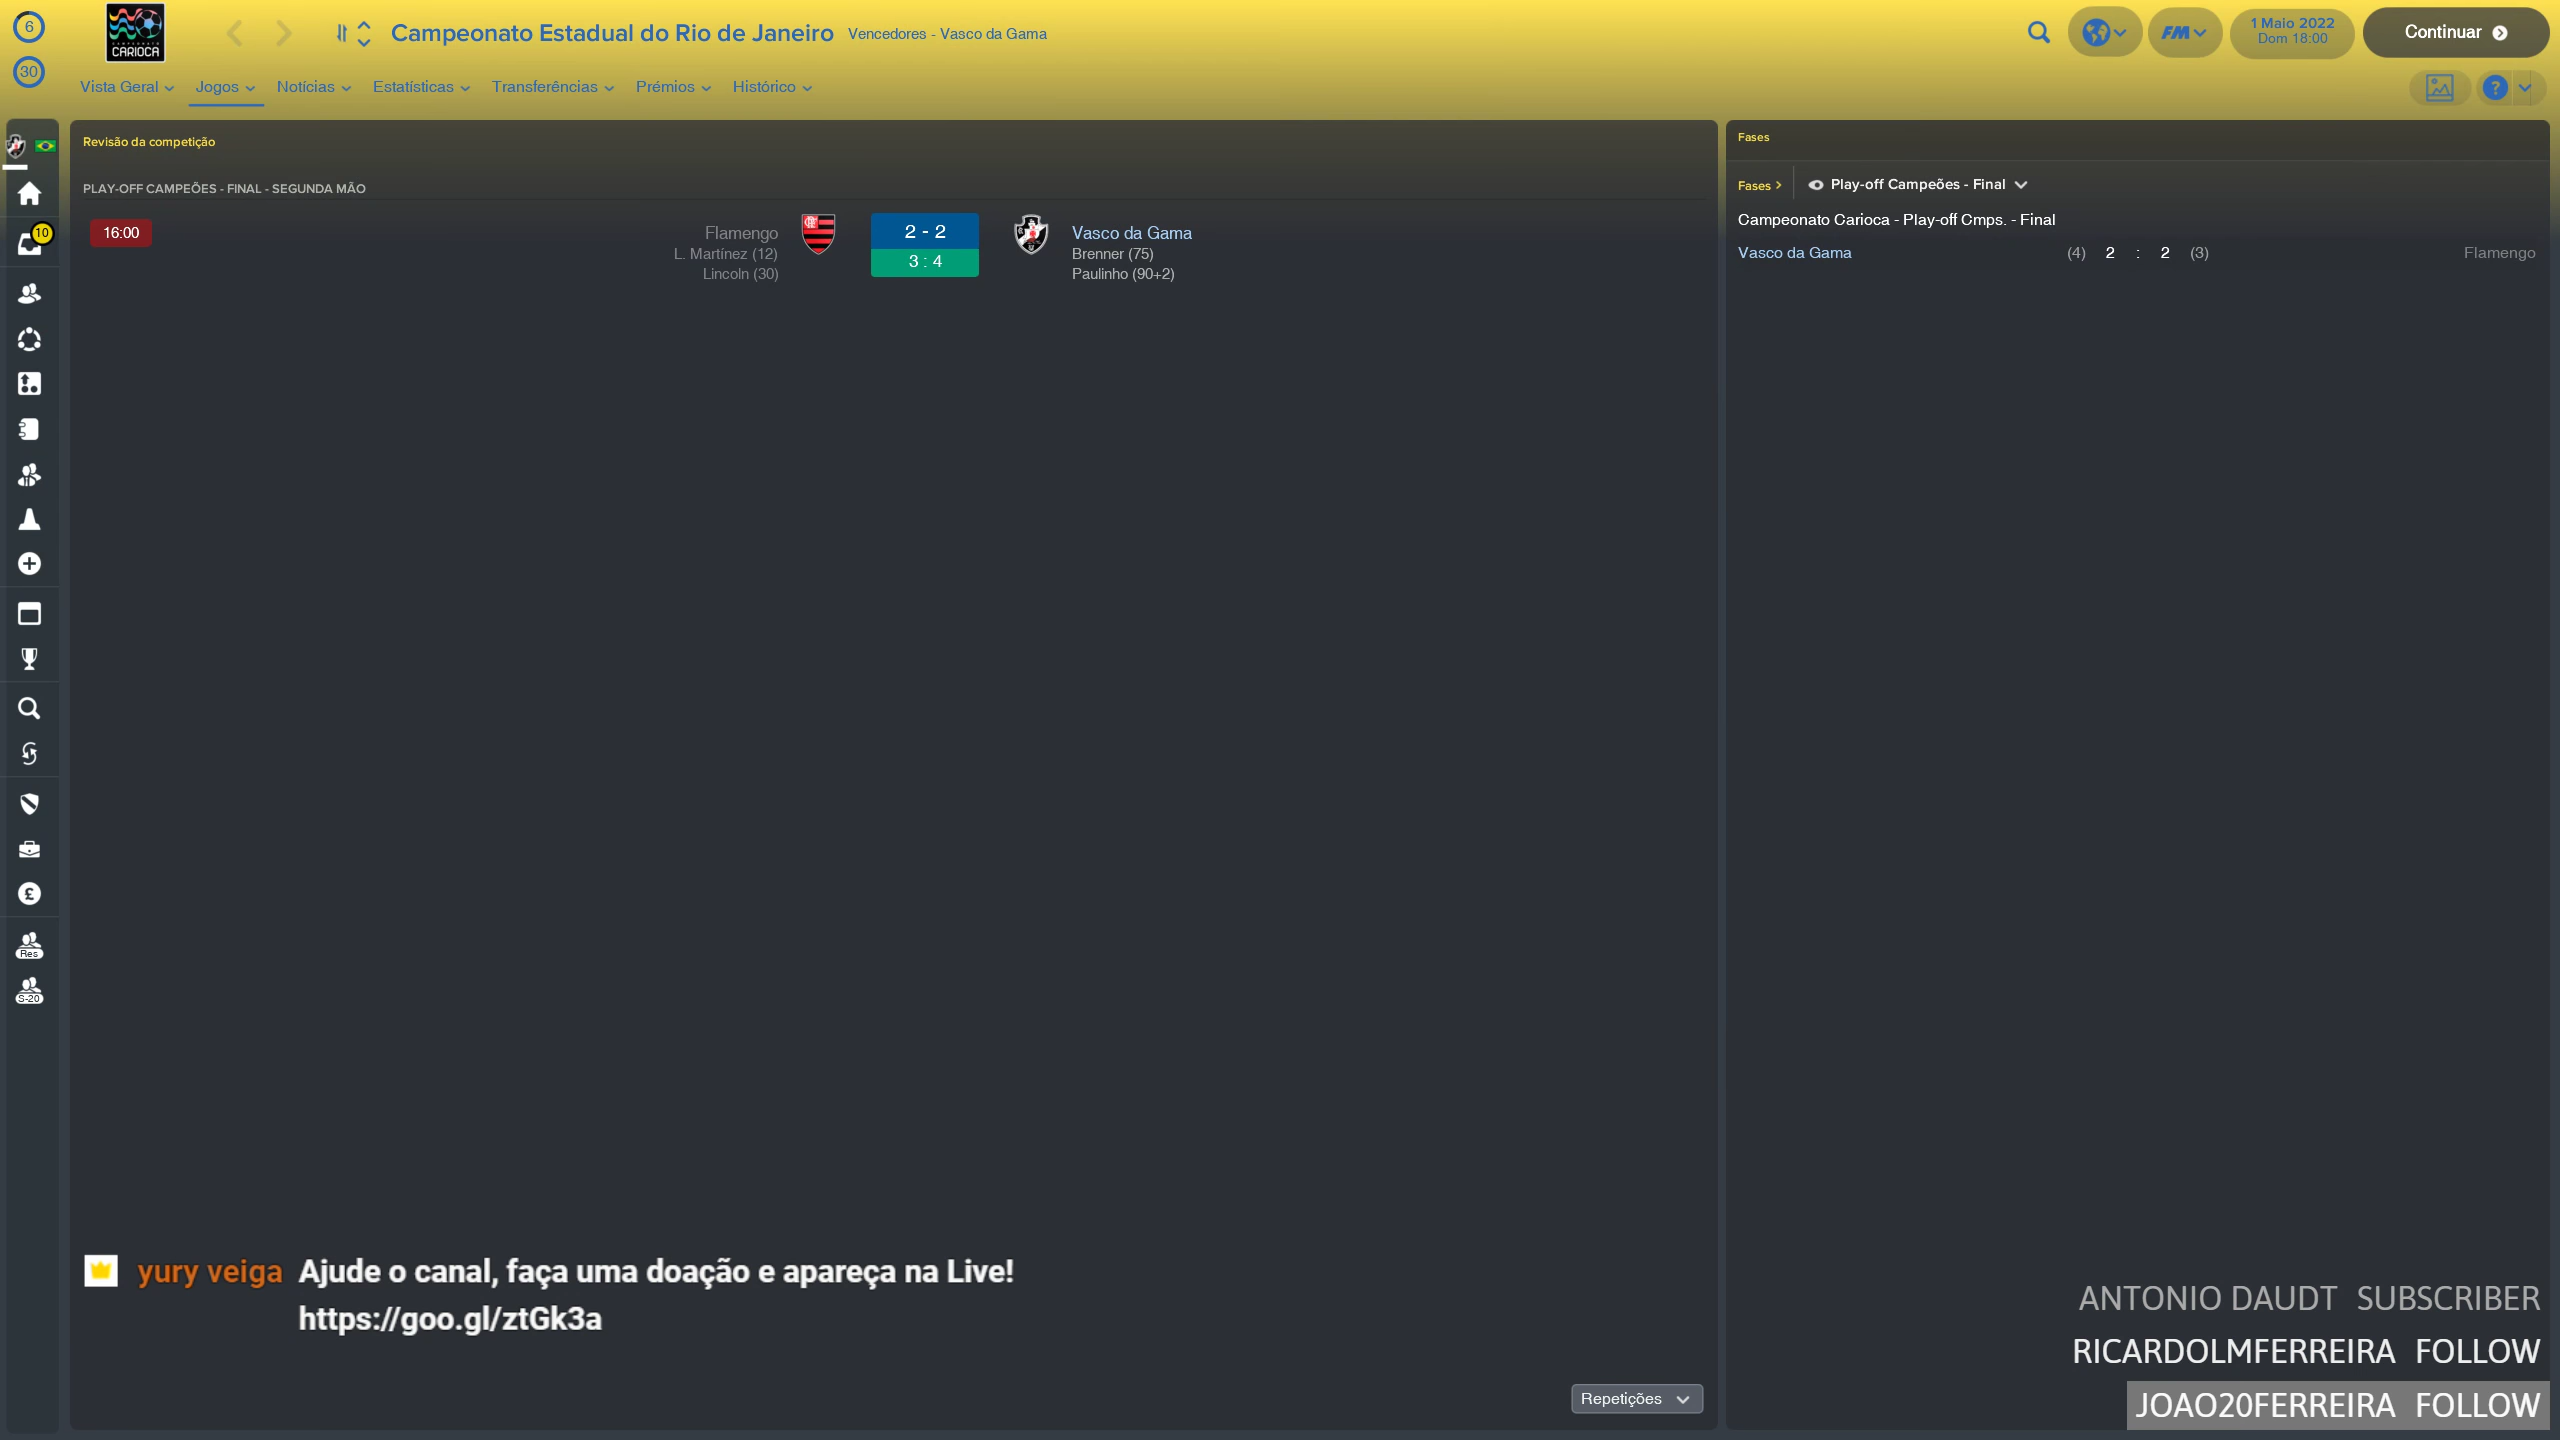 6
30
CARIOCA
Campeonato Estadual do Rio de Janeiro Vencedores - Vasco da Gama
FM
1 Maio 2022
Dom 18:00
Continuar
Vista Geral Jogos Notícias Estatísticas Transferências Prémios Histórico
?
10
£
Res
S-20
Revisão da competição
PLAY-OFF CAMPEÕES - FINAL - SEGUNDA MÃO
16:00 Flamengo 2 - 2 Vasco da Gama
L. Martínez (12) 3 : 4 Brenner (75)
Lincoln (30) Paulinho (90+2)
Fases
Fases > Play-off Campeões - Final
Campeonato Carioca - Play-off Cmps. - Final
Vasco da Gama (4) 2 : 2 (3) Flamengo
yury veiga Ajude o canal, faça uma doação e apareça na Live!
https://goo.gl/ztGk3a
Repetições
ANTONIO DAUDT SUBSCRIBER
RICARDOLMFERREIRA FOLLOW
JOAO20FERREIRA FOLLOW